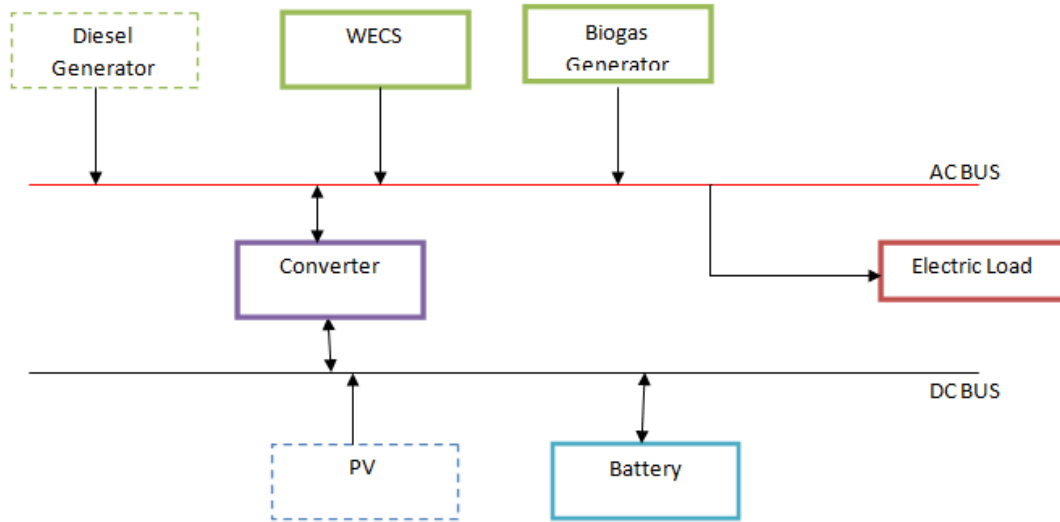 Diesel
Generator
WECS
Biogas
Generator
AC BUS
Converter
Electric Load
DC BUS
PV
Battery